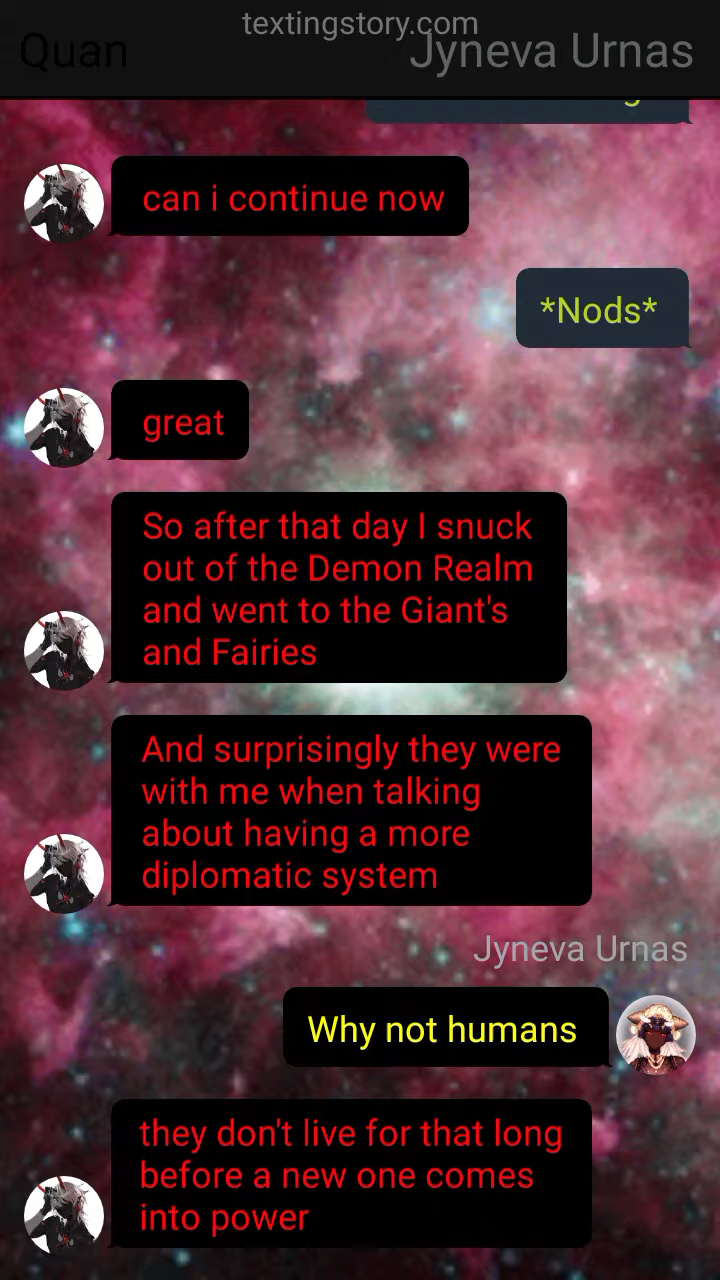 textingstory.com
Quan
Jyneva Urnas
can i continue now
*Nods*
great
So after that day I snuck
out of the Demon Realm
and went to the Giant's
and Fairies
And surprisingly they were
with me when talking
about having a more
diplomatic system
Jyneva Urnas
Why not humans
they don't live for that long
before a new one comes
into power